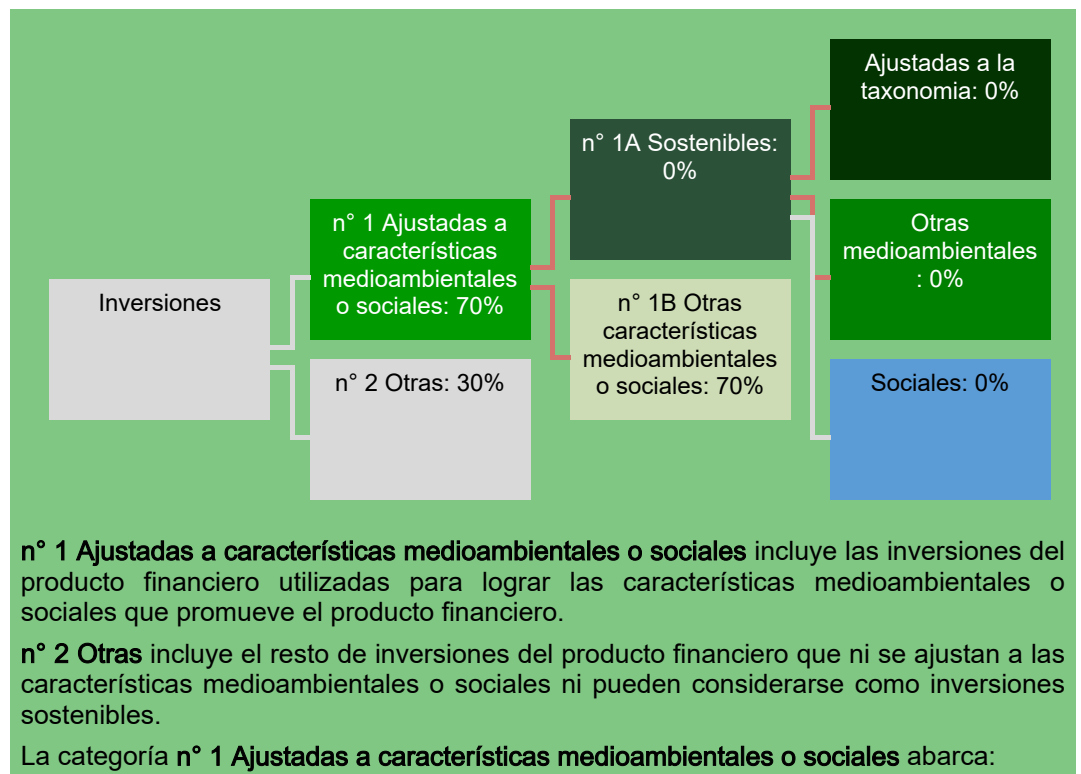 Inversiones
n° 1 Ajustadas a
características
medioambientales
o sociales: 70%
n° 2 Otras: 30%
n° 1A Sostenibles:
0%
n° 1B Otras
características
medioambientales
o sociales: 70%
Ajustadas a la
taxonomia: 0%
Otras
medioambientales
: 0%
Sociales: 0%
n° 1 Ajustadas a características medioambientales o sociales incluye las inversiones del
producto financiero utilizadas para lograr las características medioambientales o
sociales que promueve el producto financiero.
n° 2 Otras incluye el resto de inversiones del producto financiero que ni se ajustan a las
características medioambientales o sociales ni pueden considerarse como inversiones
sostenibles.
La categoría n° 1 Ajustadas a características medioambientales o sociales abarca: